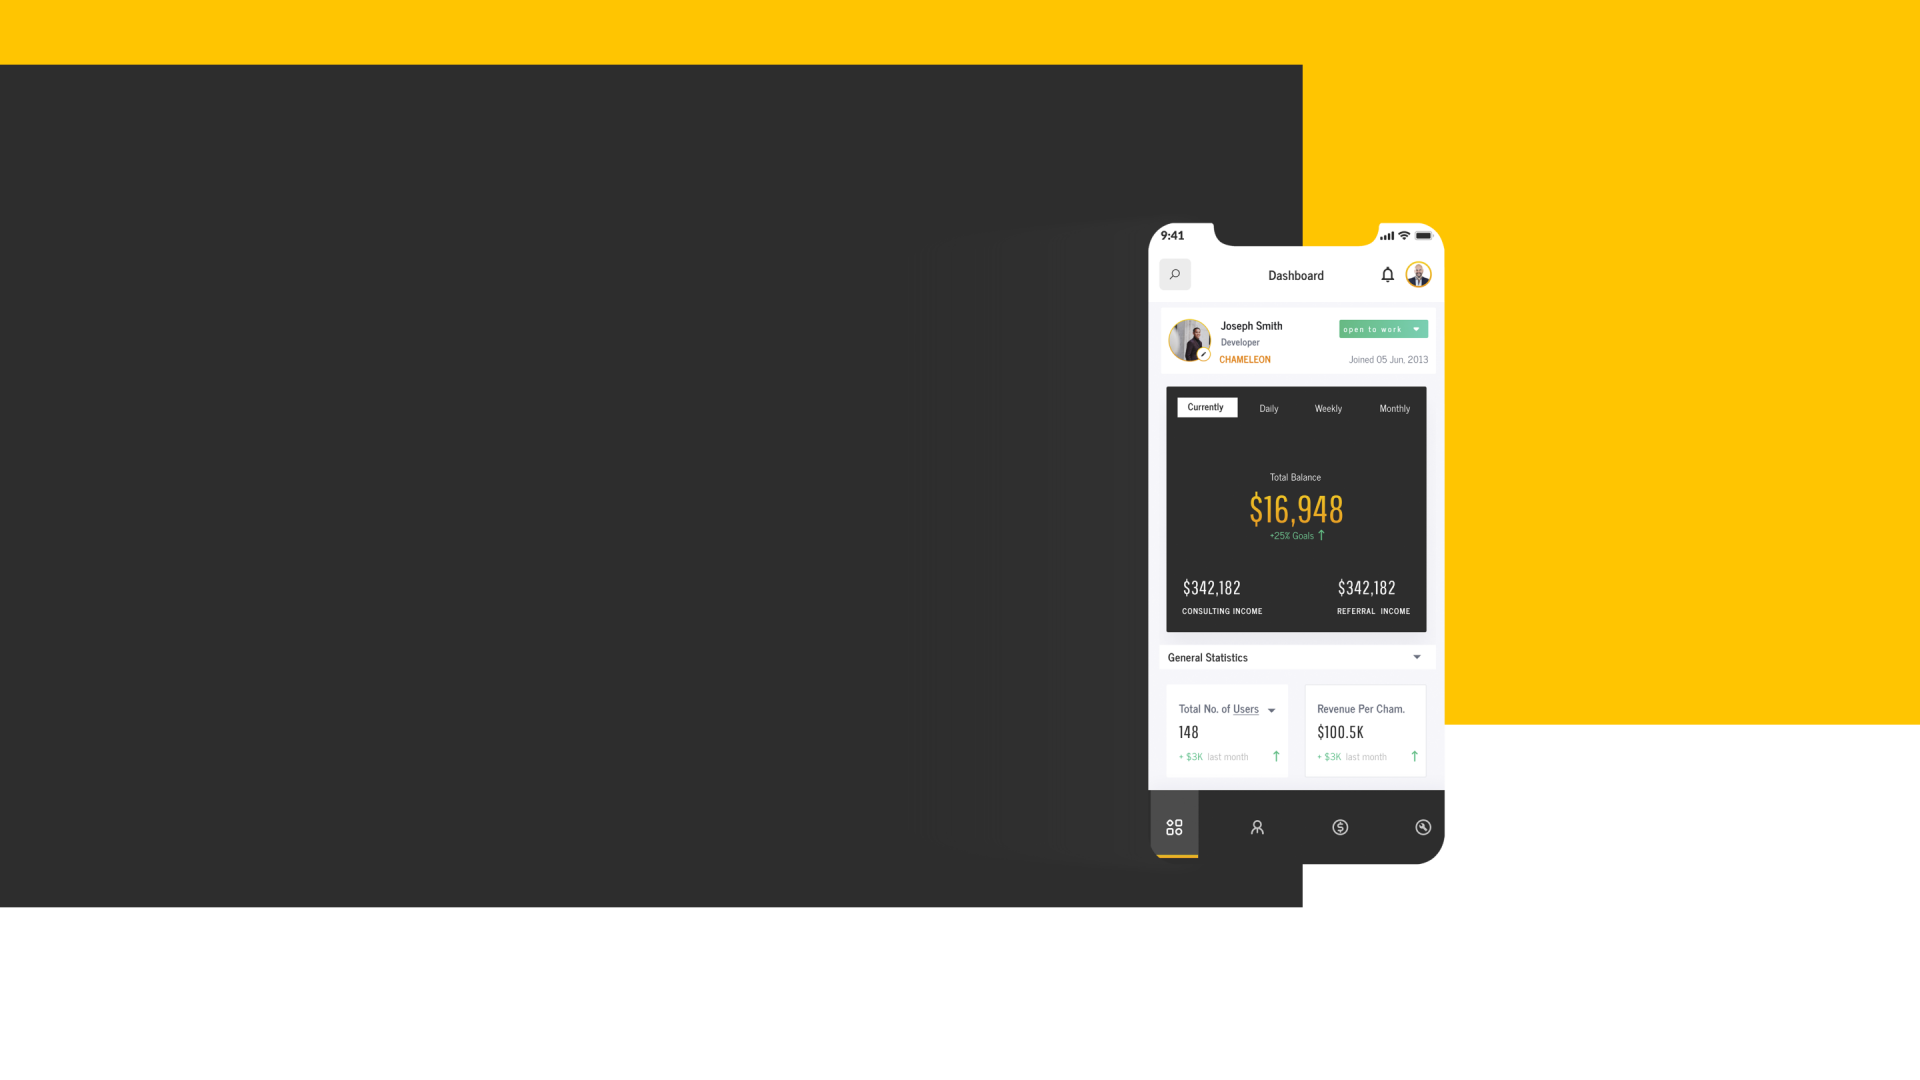 9:41
Dashboard
Joseph Smith
open to work
Developer
CHAMELEON
Joined 05 Jun, 2013
Currently
Daily
Weekly
Monthly
Total Balance
$16,948
+25% Goals
$342,182
$342,182
CONSULTING INCOME
REFERRAL INCOME
General Statistics
Total No. of Users
Revenue Per Cham.
148
$100.5K
+ $3K last month
+ $3K last month